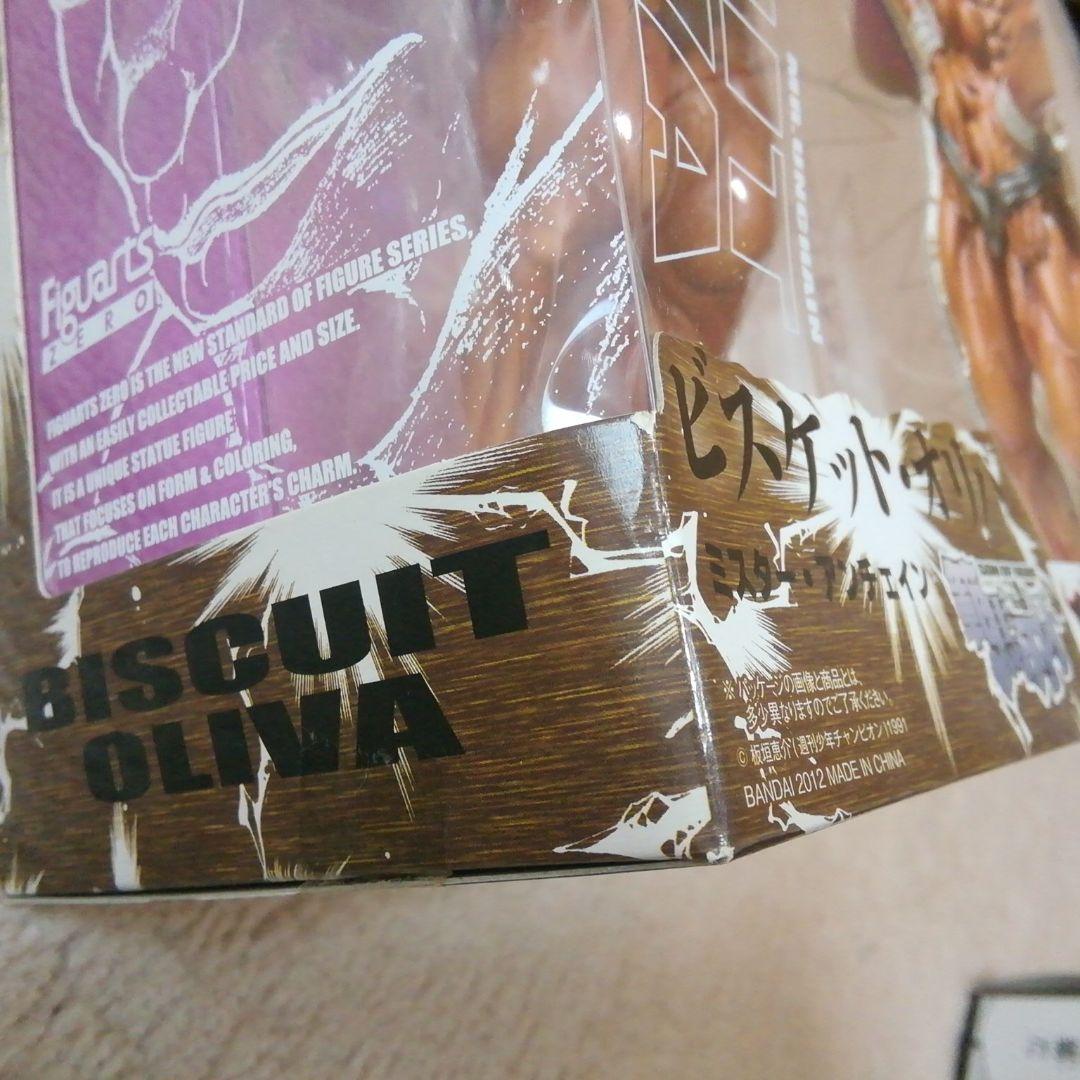 Figuarts
ZERO
FIGUARTS ZERO IS THE NEW STANDARD OF FIGURE SERIES,
WITH AN EASILY COLLECTABLE PRICE AND SIZE.
IT IS A UNIQUE STATUE FIGURE
THAT FOCUSES ON FORM & COLORING,
TO REPRODUCE EACH CHARACTER'S CHARM.
BISCUIT
OLIVA
MR. UNCHAIN
ビスケット・オリバ
ミスター・アンチェイン
※パッケージの画像と商品とは、
多少異なりますのでご了承ください。
© 板垣恵介(週刊少年チャンピオン)1991
BANDAI 2012 MADE IN CHINA